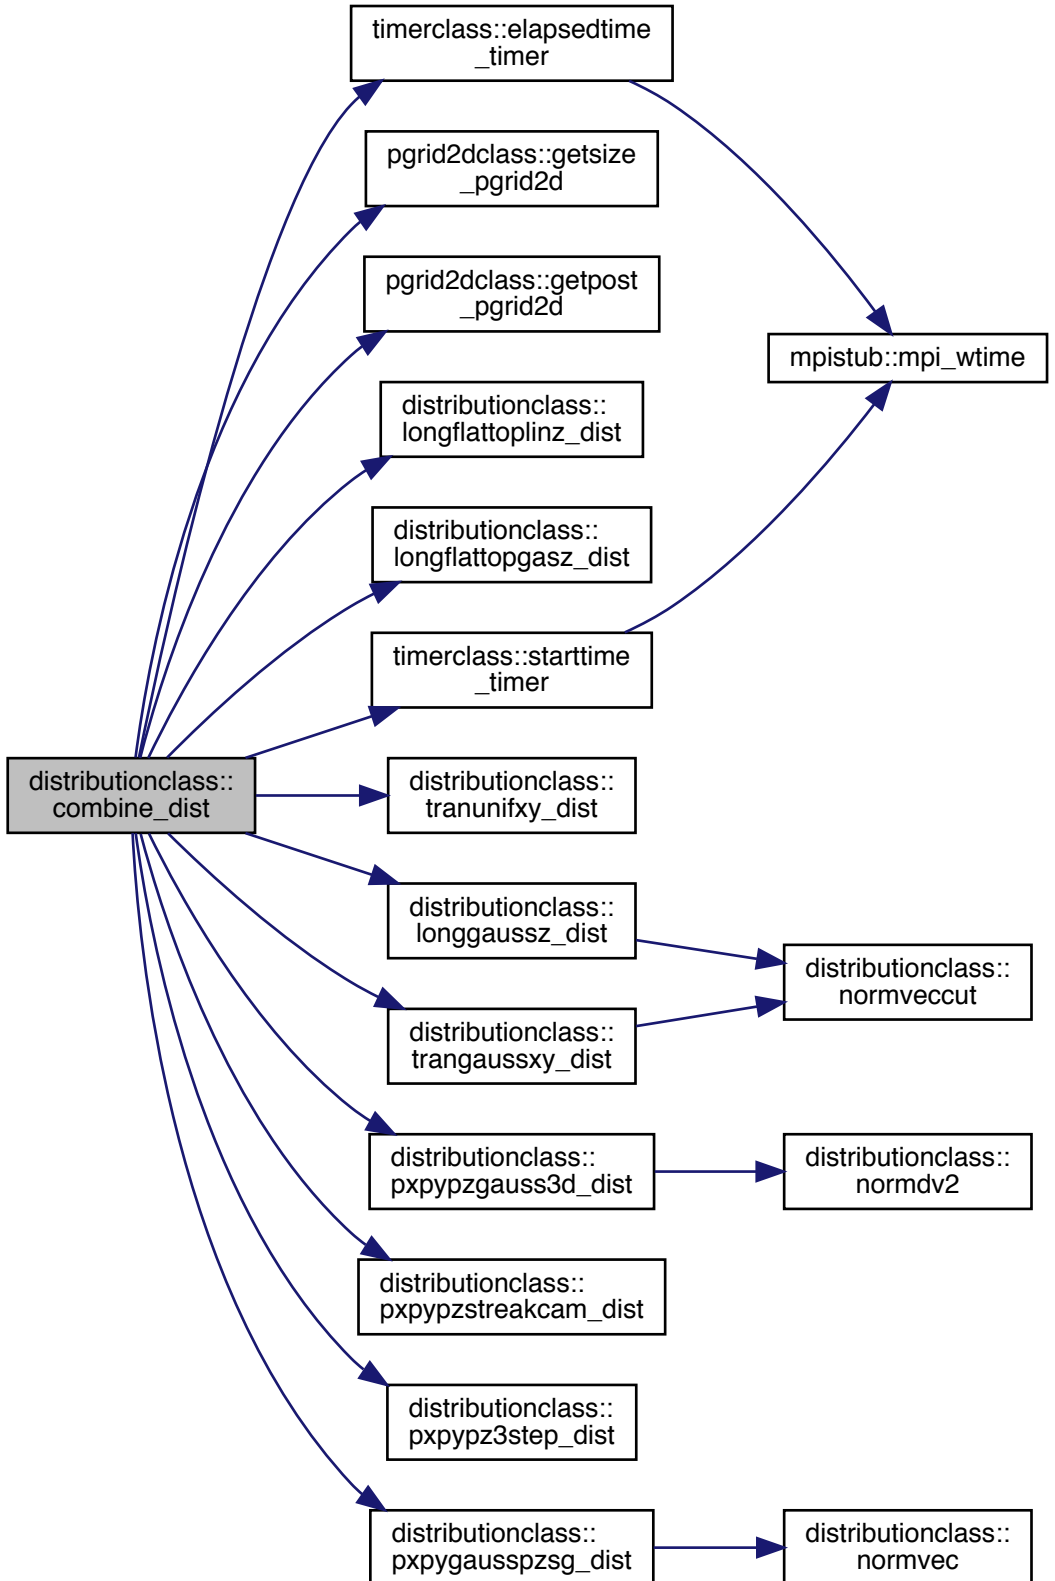 timerclass::elapsedtime
_timer
pgrid2dclass::getsize
_pgrid2d
pgrid2dclass::getpost
_pgrid2d
mpistub::mpi_wtime
distributionclass::
longflattoplinz_dist
distributionclass::
longflattopgasz_dist
timerclass::starttime
_timer
distributionclass::
combine_dist
distributionclass::
tranunifxy_dist
distributionclass::
longgaussz_dist
distributionclass::
normveccut
distributionclass::
trangaussxy_dist
distributionclass::
pxpypzgauss3d_dist
distributionclass::
normdv2
distributionclass::
pxpypzstreakcam_dist
distributionclass::
pxpypz3step_dist
distributionclass::
pxpygausspzsg_dist
distributionclass::
normvec